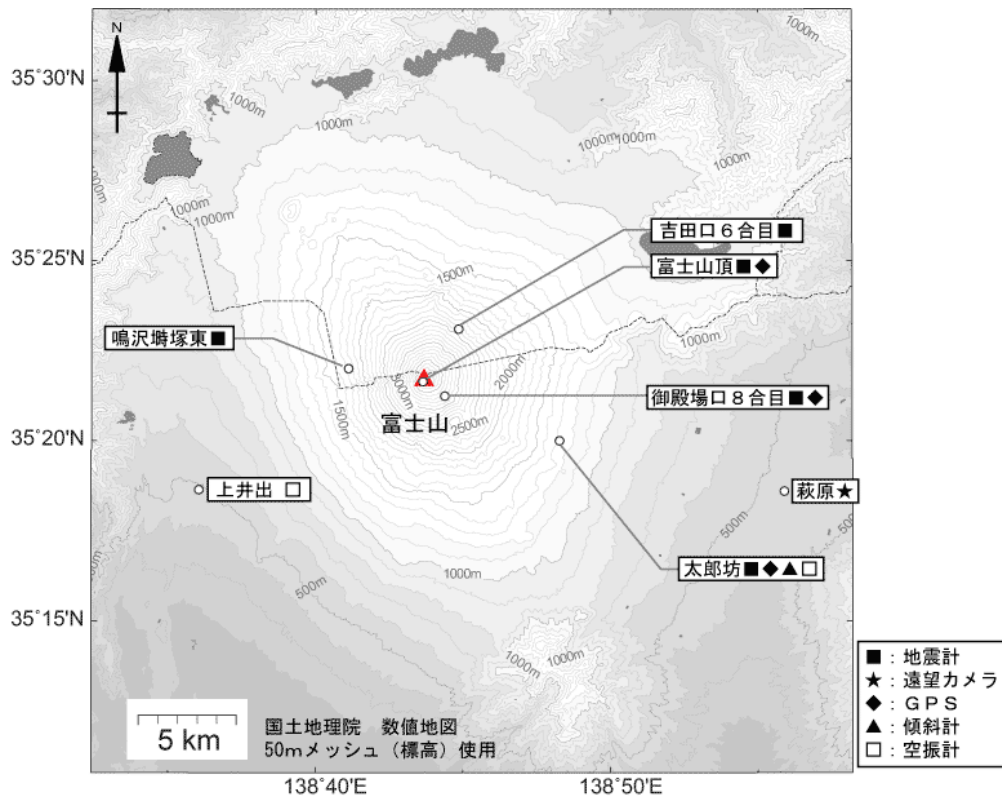 N
35°30'N
1000m
1000m
1000m
1000m
1000m
1000m
1000m
1000m
1000m
1000m
吉田口6合目■
35°25'N
1500m
富士山頂■◆
鳴沢塒塚東■
1000m
2000m
3000m
御殿場口8合目■◆
1500m
富士山
2500m
35°20'N
上井出 □
萩原★
500m
太郎坊■◆▲□
1000m
500m
35°15'N
1000m
1000m
■：地震計
★：遠望カメラ
◆：GPS
▲：傾斜計
□：空振計
5 km
国土地理院 数値地図
50mメッシュ（標高）使用
138°40'E
138°50'E